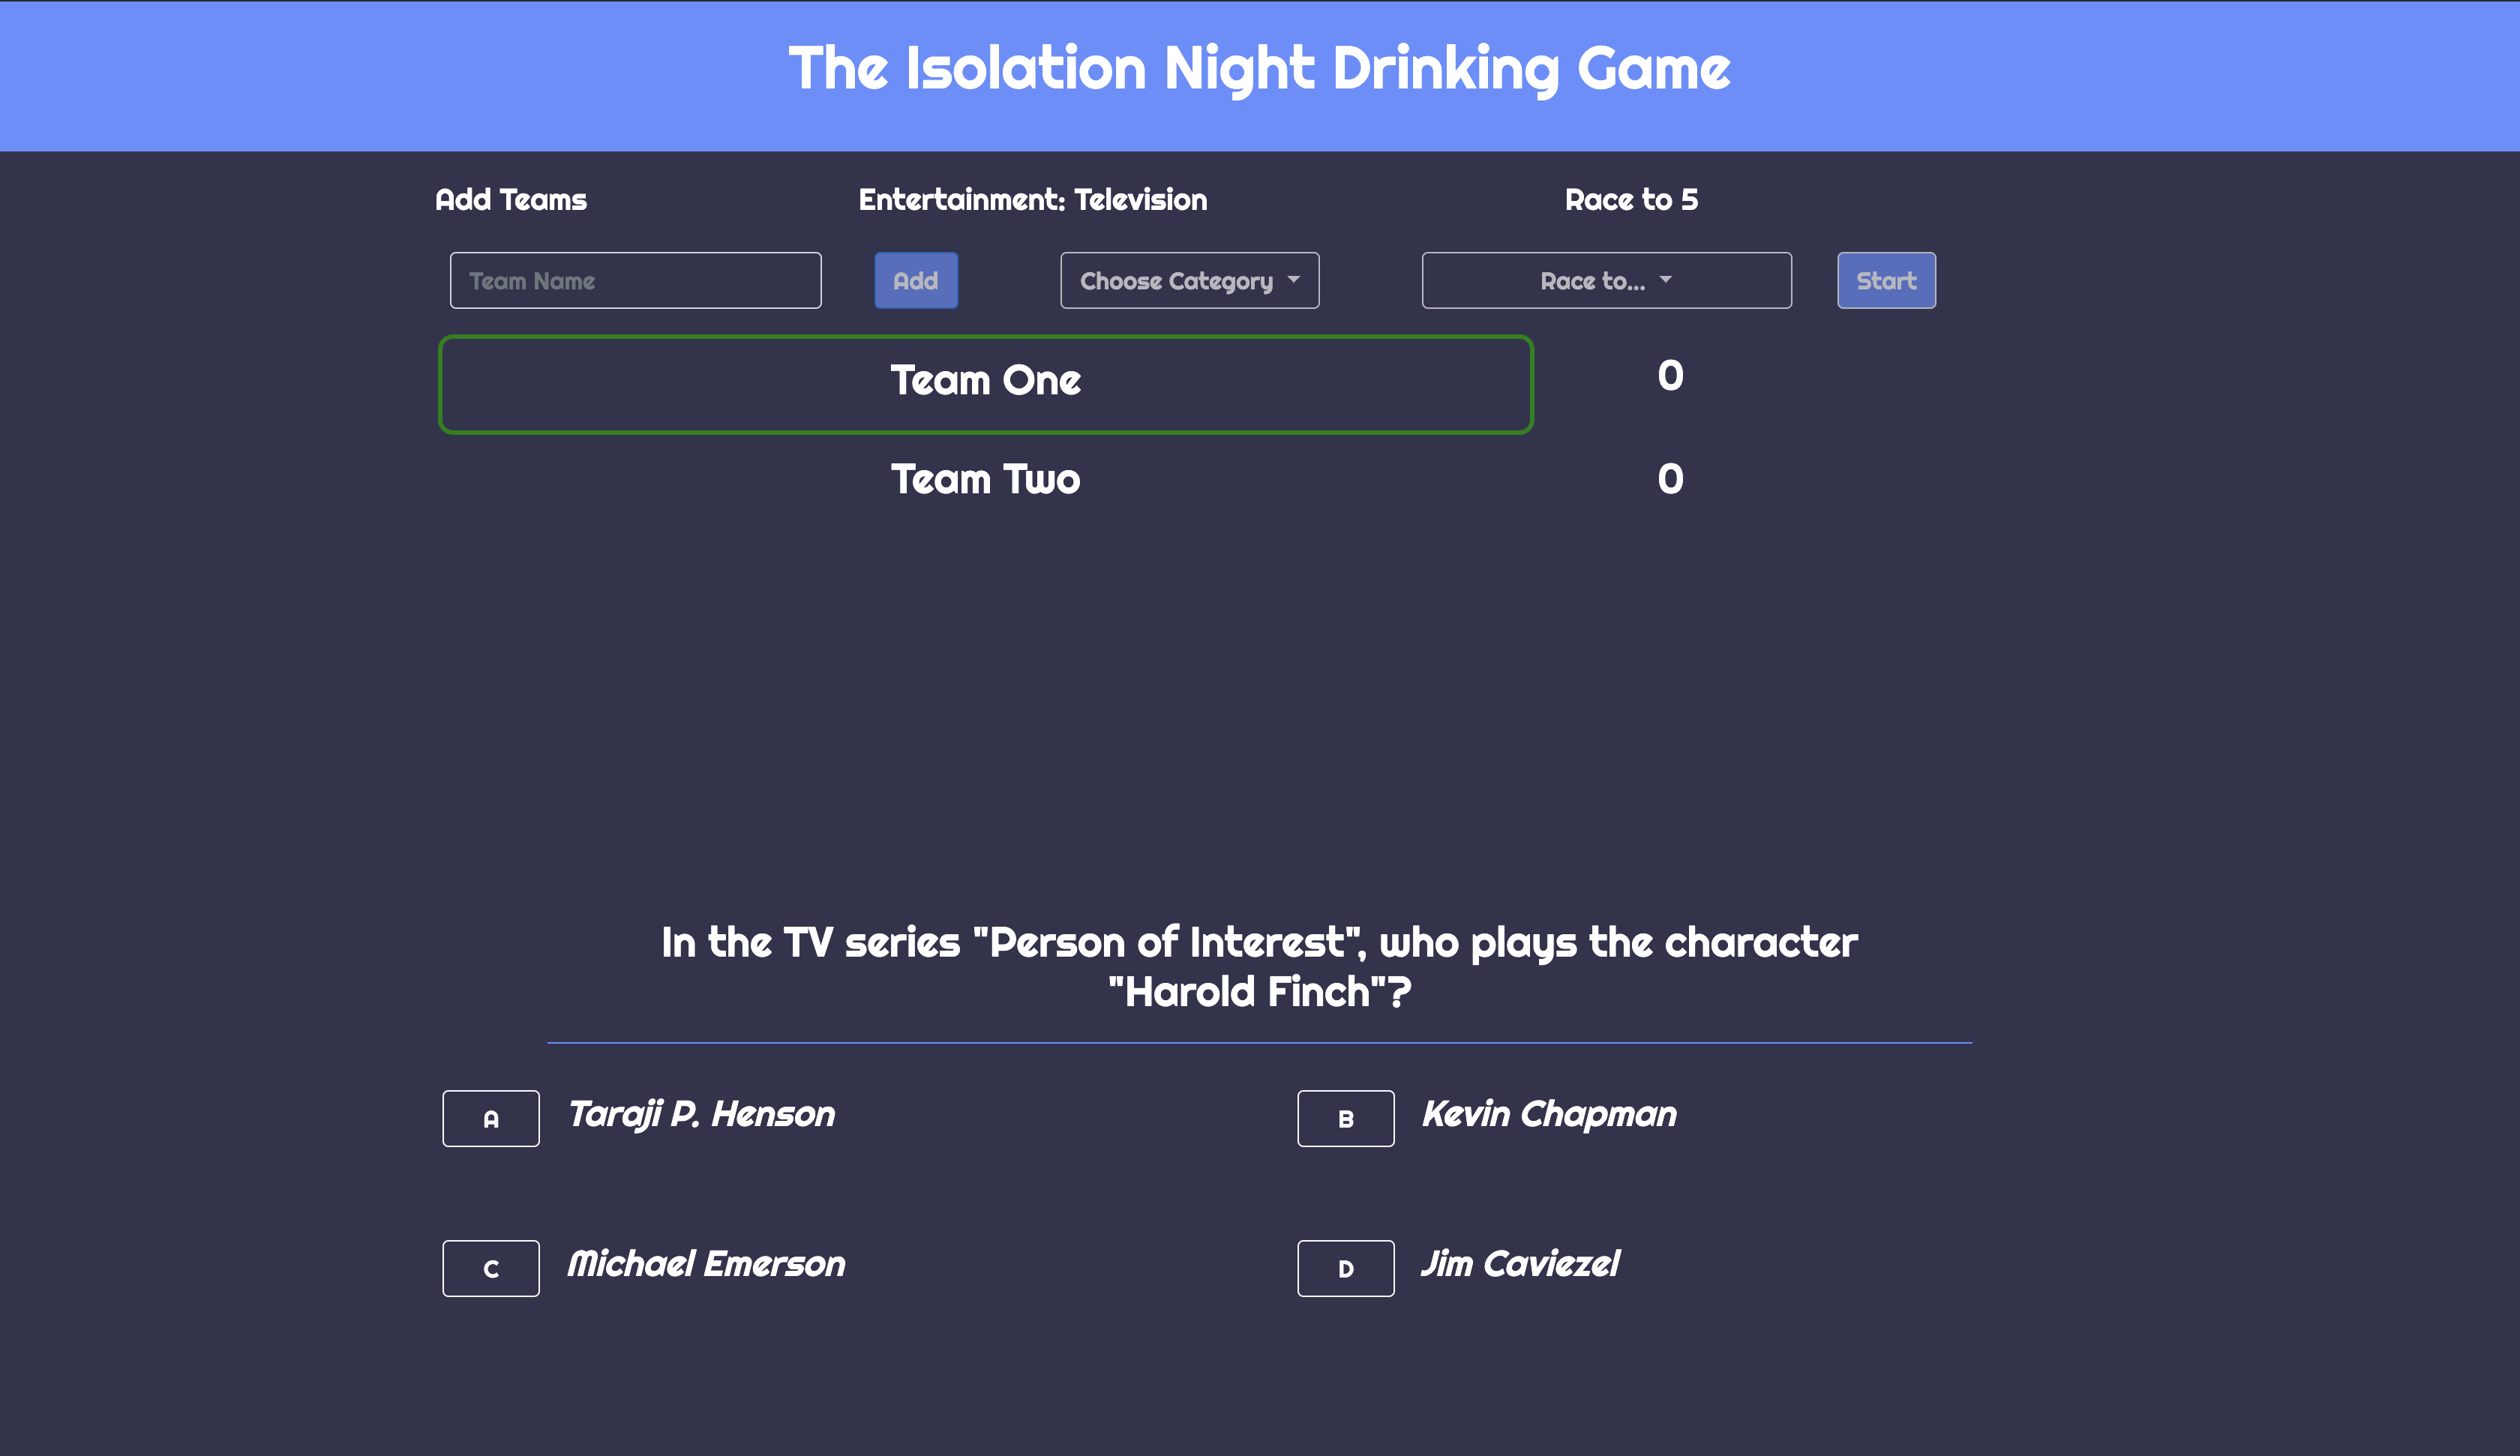 The Isolation Night Drinking Game
Add Teams
Entertainment: Television
Race to 5
Team Name
Add
Choose Category
Race to...
Start
Team One
0
Team Two
0
In the TV series "Person of Interest", who plays the character
"Harold Finch"?
A
Taraji P. Henson
B
Kevin Chapman
C
Michael Emerson
D
Jim Caviezel